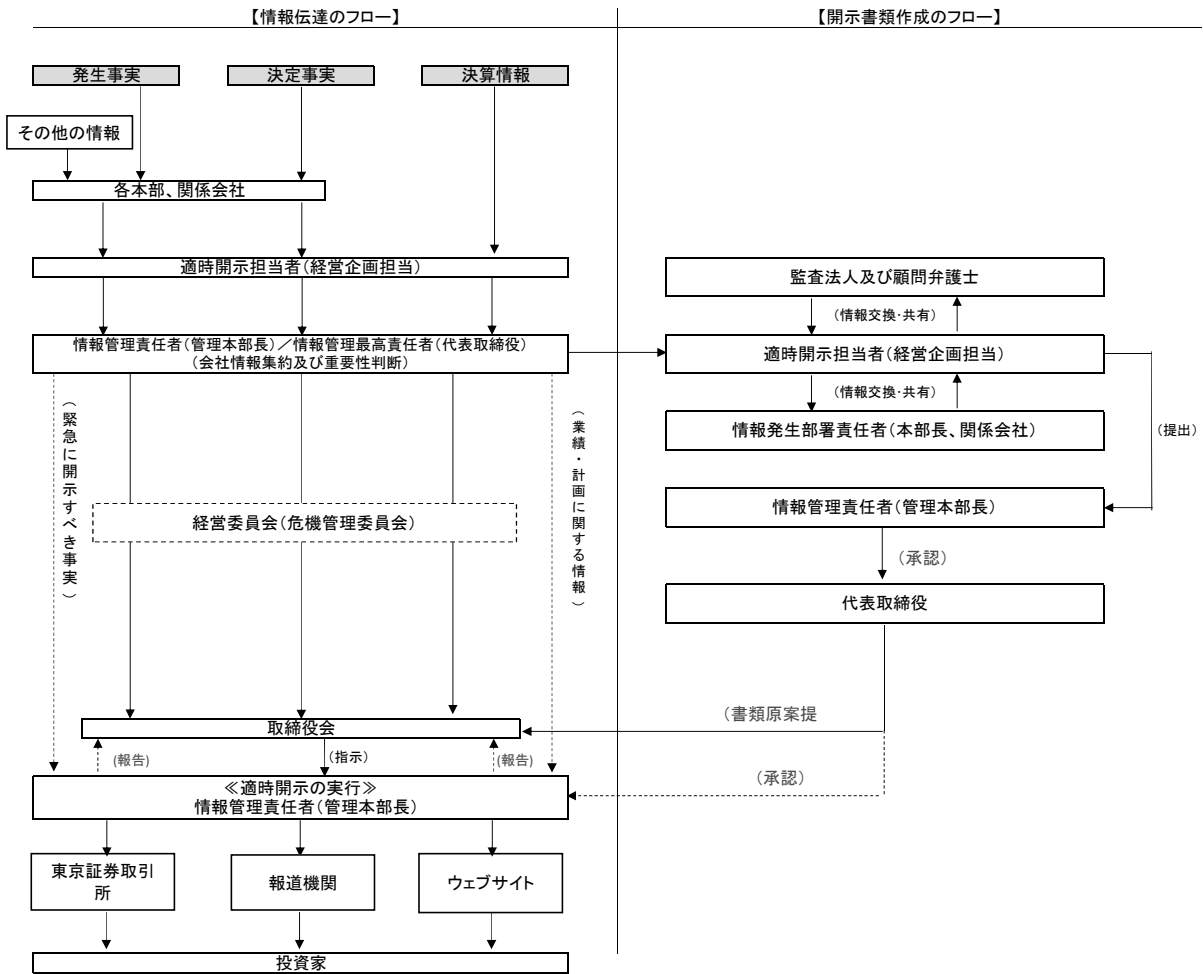 【情報伝達のフロー】
【開示書類作成のフロー】
発生事実
決定事実
決算情報
その他の情報
各本部、関係会社
適時開示担当者(経営企画担当)
情報管理責任者(管理本部長)／情報管理最高責任者(代表取締役)
(会社情報集約及び重要性判断)
(緊急に開示すべき事実)
(業績・計画に関する情報)
経営委員会(危機管理委員会)
取締役会
(報告)
(指示)
(報告)
≪適時開示の実行≫
情報管理責任者(管理本部長)
東京証券取引
所
報道機関
ウェブサイト
投資家
監査法人及び顧問弁護士
(情報交換・共有)
適時開示担当者(経営企画担当)
(情報交換・共有)
情報発生部署責任者(本部長、関係会社)
(提出)
情報管理責任者(管理本部長)
(承認)
代表取締役
(書類原案提
(承認)